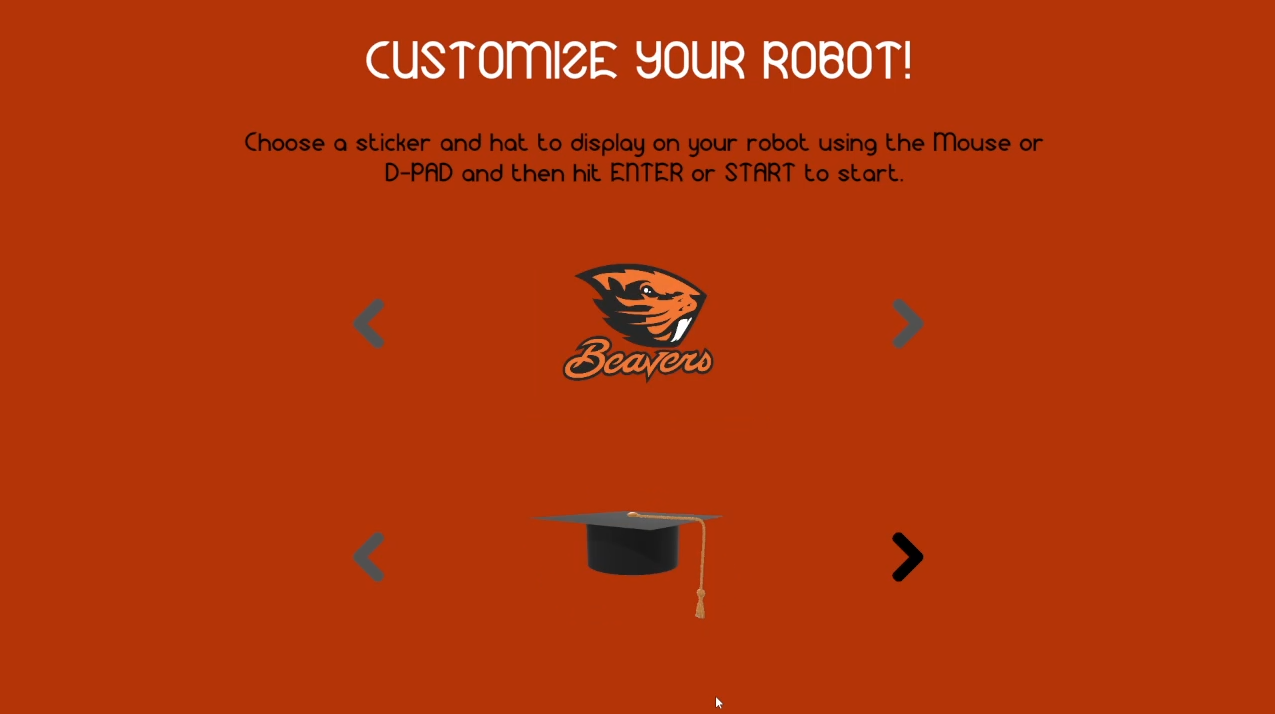 CUSTOMIZE YOUR ROBOT!
Choose a sticker and hat to display on your robot using the Mouse or
D-PAD and then hit ENTER or START to start.
Beavers